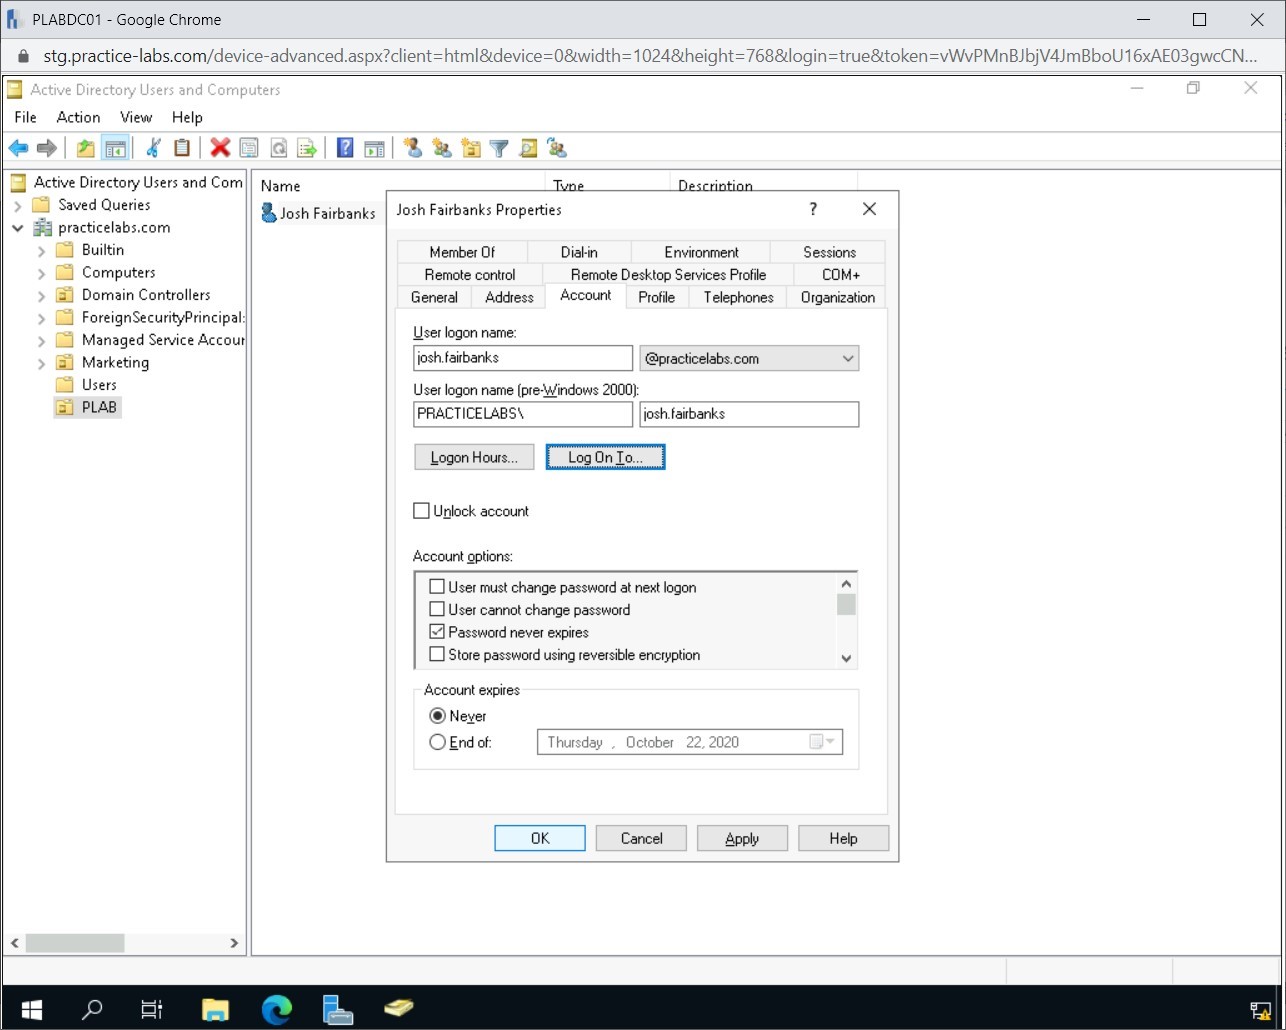 PLABDC01 - Google Chrome
stg.practice-labs.com/device-advanced.aspx?client=html&device=0&width=1024&height=768&login=true&token=vWvPMnBJbjV4JmBboU16xAE03gwcCN...
Active Directory Users and Computers
File Action View Help
Active Directory Users and Com
Saved Queries
practicelabs.com
Builtin
Computers
Domain Controllers
ForeignSecurityPrincipal:
Managed Service Accour
Marketing
Users
PLAB
Name Type Description
Josh Fairbanks
Josh Fairbanks Properties ?
Member Of Dial-in Environment Sessions
Remote control Remote Desktop Services Profile COM+
General Address Account Profile Telephones Organization
User logon name:
josh.fairbanks @practicelabs.com
User logon name (pre-Windows 2000):
PRACTICELABS\ josh.fairbanks
Logon Hours... Log On To...
Unlock account
Account options:
User must change password at next logon
User cannot change password
Password never expires
Store password using reversible encryption
Account expires
Never
End of: Thursday , October 22, 2020
OK Cancel Apply Help